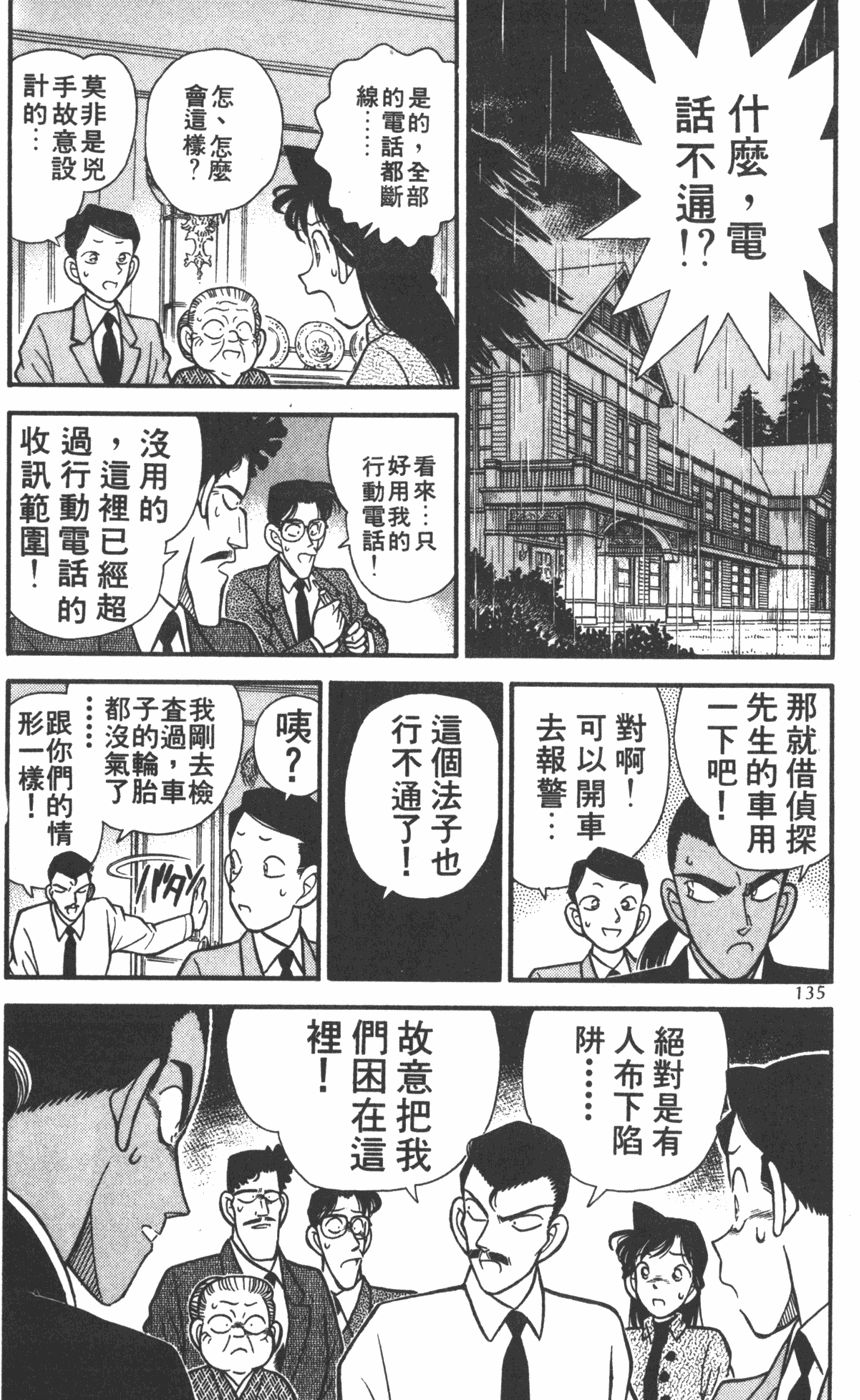 什麼，電
話不通!?
是的，全部
的電話都斷
線……
怎、怎麼
會這樣?
莫非是兇
手故意設
計的…
看來…只
好用我的
行動電話!
沒用的
，這裡已經超
過行動電話的
收訊範圍!
那就借偵探
先生的車用
一下吧!
對啊!
可以開車
去報警…
這個法子也
行不通了!
咦?
我剛去檢
查過，車
子的輪胎
都沒氣了
……
跟你們的情
形一樣!
バタン
135
絕對是有
人布下陷
阱……
故意把我
們困在這
裡!